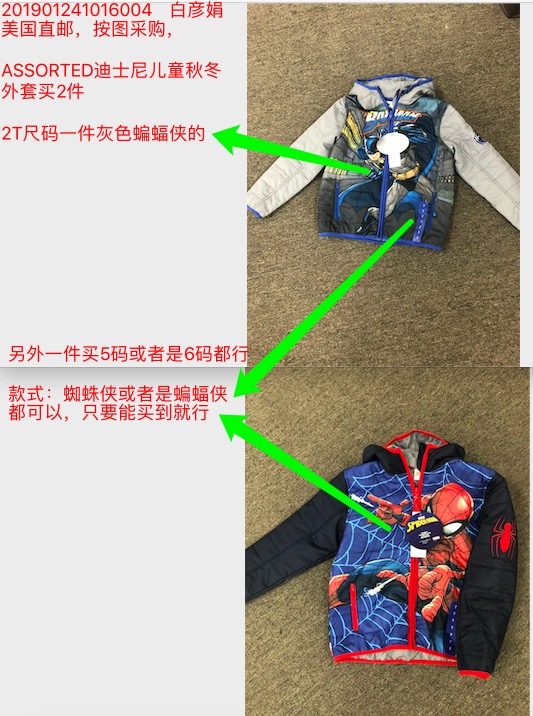 201901241016004 白彦娟
美国直邮，按图采购，
ASSORTED迪士尼儿童秋冬
外套买2件
2T尺码一件灰色蝙蝠侠的
另外一件买5码或者是6码都行
款式：蜘蛛侠或者是蝙蝠侠
都可以，只要能买到就行
BATMAN
SPIDER-MAN